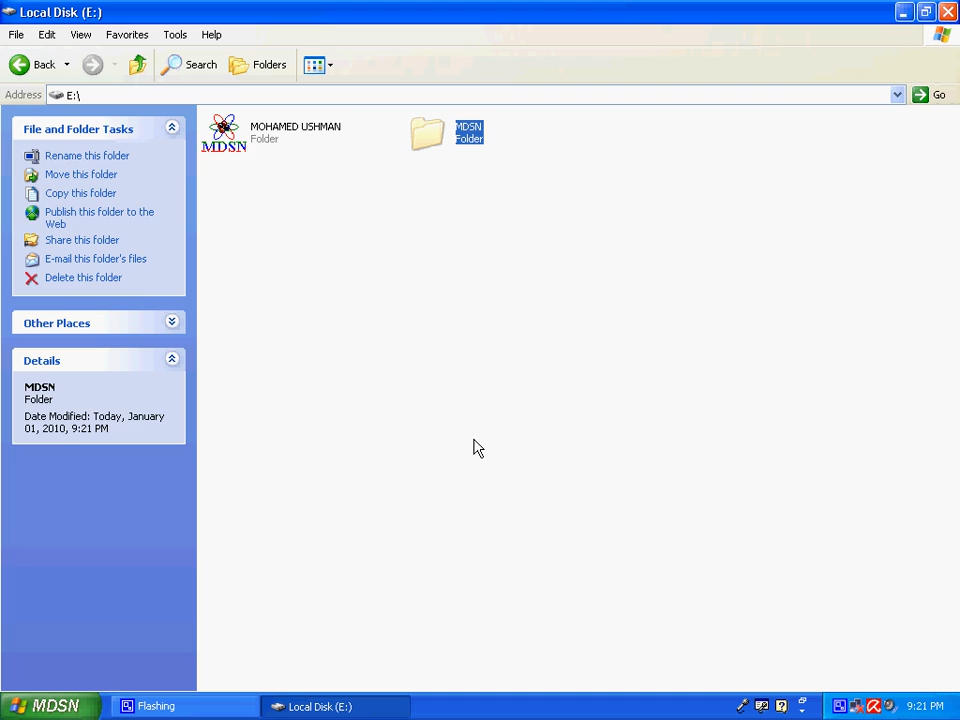 Local Disk (E:)
File Edit View Favorites Tools Help
Back Search Folders
Address E:\ Go
File and Folder Tasks
Rename this folder
Move this folder
Copy this folder
Publish this folder to the
Web
Share this folder
E-mail this folder's files
Delete this folder
Other Places
Details
MDSN
Folder
Date Modified: Today, January
01, 2010, 9:21 PM
MDSN
MOHAMED USHMAN
Folder
MDSN
Folder
MDSN Flashing Local Disk (E:) 9:21 PM